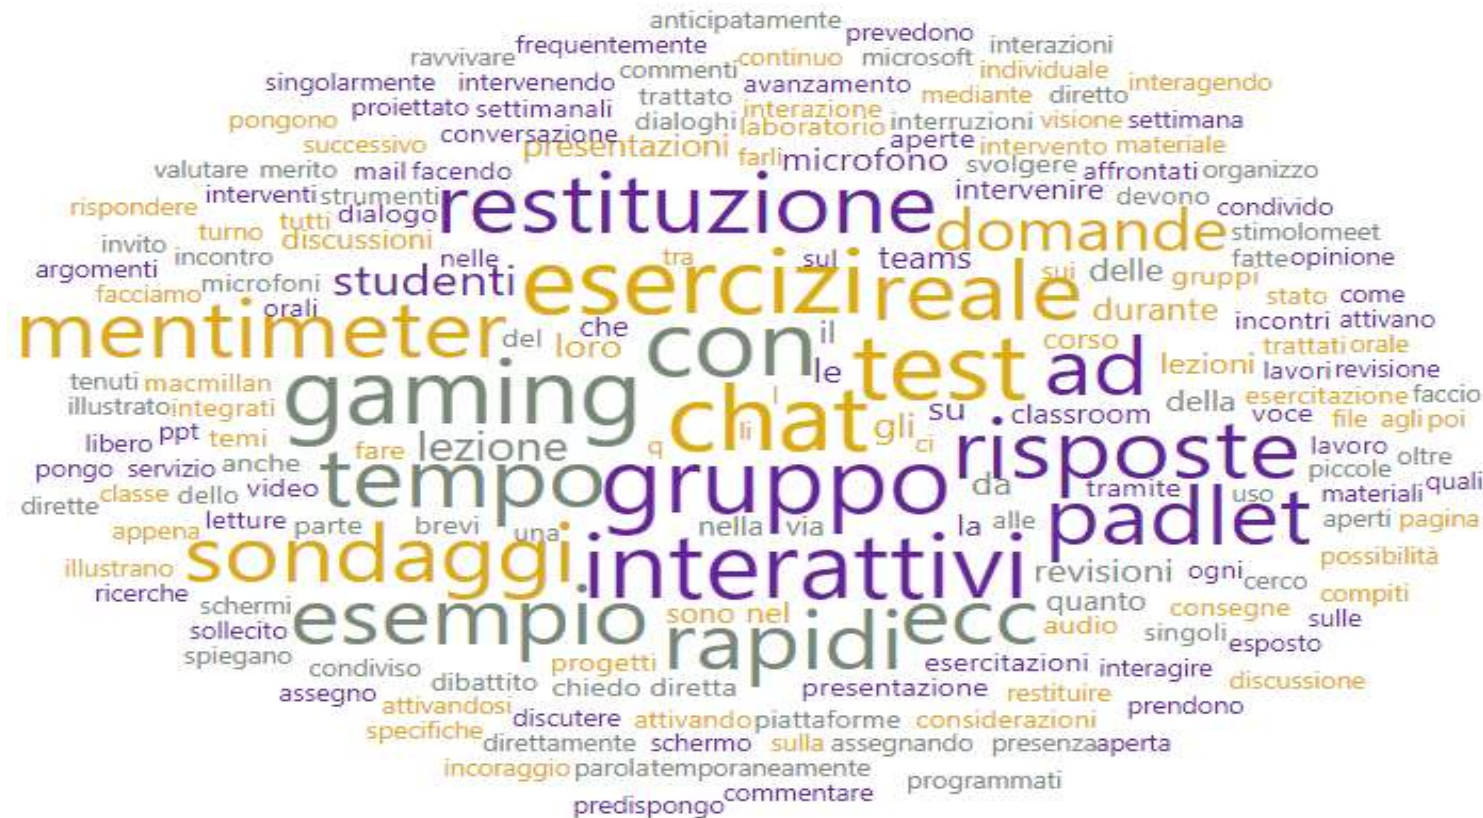 anticipatamente
frequentemente prevedono
ravvivare commenti continuo microsoft interazioni
singolarmente intervenendo avanzamento individuale interagendo
proiettato settimanali trattato interazione mediante diretto
pongono conversazione dialoghi laboratorio interruzioni visione settimana
successivo presentazioni farli aperte intervento materiale
valutare merito mail facendo microfono svolgere affrontati organizzo
interventi strumenti restituzione intervenire devono condivido
rispondere turno tutti dialogo domande stimolomeet
invito incontro discussioni nelle tra sul teams fatte opinione
argomenti microfoni studenti esercizi reale sui delle gruppi
facciamo orali durante stato come
mentimeter del loro che con il test ad corso incontri attivano
le lezioni trattati orale
tenuti macmillan gaming l lavori revisione
illustrato integrati chat gli su classroom della esercitazione faccio
libero ppt temi fare lezione q li ci risposte voce file agli poi
pongo servizio anche tempo gruppo da tramite lavoro oltre
dirette classe dello video uso piccole materiali quali
appena letture parte brevi una nella via la alle padlet aperti pagina
illustrano sondaggi interattivi revisioni ogni cerco possibilità
ricerche schermi esempio sono nel rapidi ecc quanto consegne compiti
sollecito audio singoli sulle
spiegano condiviso progetti esercitazioni interagire esposto
assegno dibattito chiedo diretta presentazione restituire discussione
attivandosi discutere attivando piattaforme considerazioni prendono
specifiche direttamente schermo sulla assegnando presenza aperta
incoraggio parola temporaneamente programmati
predispongo commentare